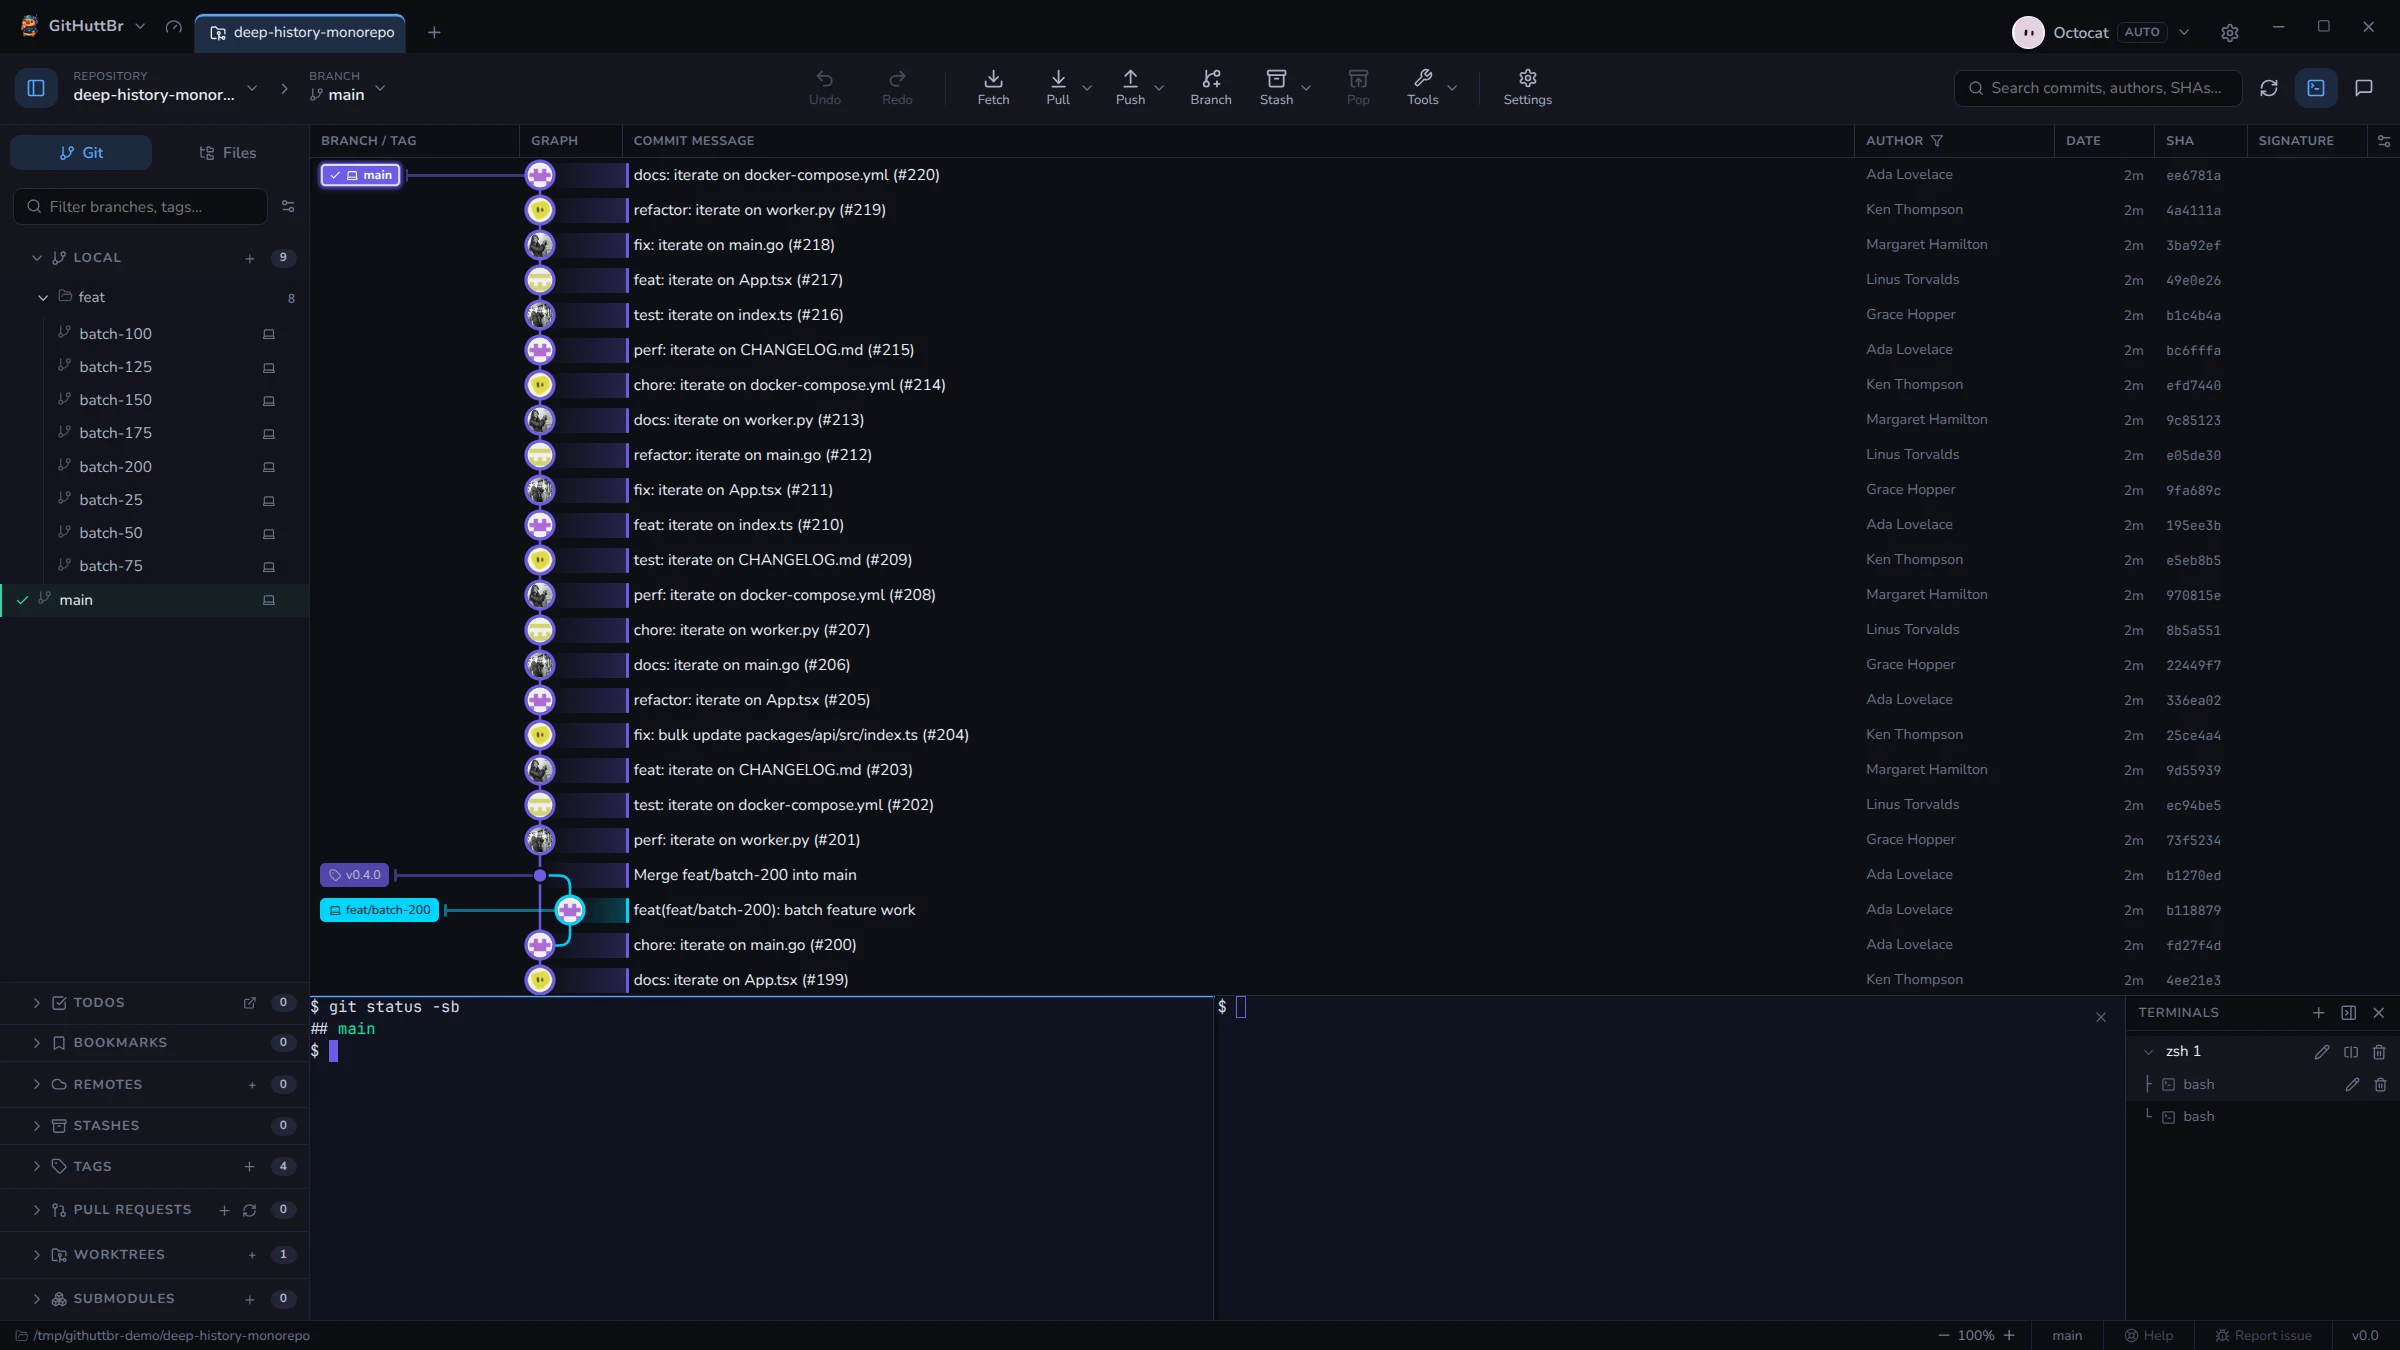 GitHuttBr
deep-history-monorepo
Octocat AUTO
REPOSITORY
deep-history-monor...
BRANCH
main
Undo
Redo
Fetch
Pull
Push
Branch
Stash
Pop
Tools
Settings
Search commits, authors, SHAs...
Git
Files
Filter branches, tags...
LOCAL 9
feat 8
batch-100
batch-125
batch-150
batch-175
batch-200
batch-25
batch-50
batch-75
main
TODOS 0
BOOKMARKS 0
REMOTES 0
STASHES 0
TAGS 4
PULL REQUESTS 0
WORKTREES 1
SUBMODULES 0
BRANCH / TAG GRAPH COMMIT MESSAGE AUTHOR DATE SHA SIGNATURE
main docs: iterate on docker-compose.yml (#220) Ada Lovelace 2m ee6781a
refactor: iterate on worker.py (#219) Ken Thompson 2m 4a4111a
fix: iterate on main.go (#218) Margaret Hamilton 2m 3ba92ef
feat: iterate on App.tsx (#217) Linus Torvalds 2m 49e0e26
test: iterate on index.ts (#216) Grace Hopper 2m b1c4b4a
perf: iterate on CHANGELOG.md (#215) Ada Lovelace 2m bc6fffa
chore: iterate on docker-compose.yml (#214) Ken Thompson 2m efd7440
docs: iterate on worker.py (#213) Margaret Hamilton 2m 9c85123
refactor: iterate on main.go (#212) Linus Torvalds 2m e05de30
fix: iterate on App.tsx (#211) Grace Hopper 2m 9fa689c
feat: iterate on index.ts (#210) Ada Lovelace 2m 195ee3b
test: iterate on CHANGELOG.md (#209) Ken Thompson 2m e5eb8b5
perf: iterate on docker-compose.yml (#208) Margaret Hamilton 2m 970815e
chore: iterate on worker.py (#207) Linus Torvalds 2m 8b5a551
docs: iterate on main.go (#206) Grace Hopper 2m 22449f7
refactor: iterate on App.tsx (#205) Ada Lovelace 2m 336ea02
fix: bulk update packages/api/src/index.ts (#204) Ken Thompson 2m 25ce4a4
feat: iterate on CHANGELOG.md (#203) Margaret Hamilton 2m 9d55939
test: iterate on docker-compose.yml (#202) Linus Torvalds 2m ec94be5
perf: iterate on worker.py (#201) Grace Hopper 2m 73f5234
v0.4.0 Merge feat/batch-200 into main Ada Lovelace 2m b1270ed
feat/batch-200 feat(feat/batch-200): batch feature work Ada Lovelace 2m b118879
chore: iterate on main.go (#200) Ada Lovelace 2m fd27f4d
docs: iterate on App.tsx (#199) Ken Thompson 2m 4ee21e3
$ git status -sb
## main
$
$
TERMINALS
zsh 1
bash
bash
/tmp/githuttbr-demo/deep-history-monorepo
100%
main
Help
Report issue
v0.0